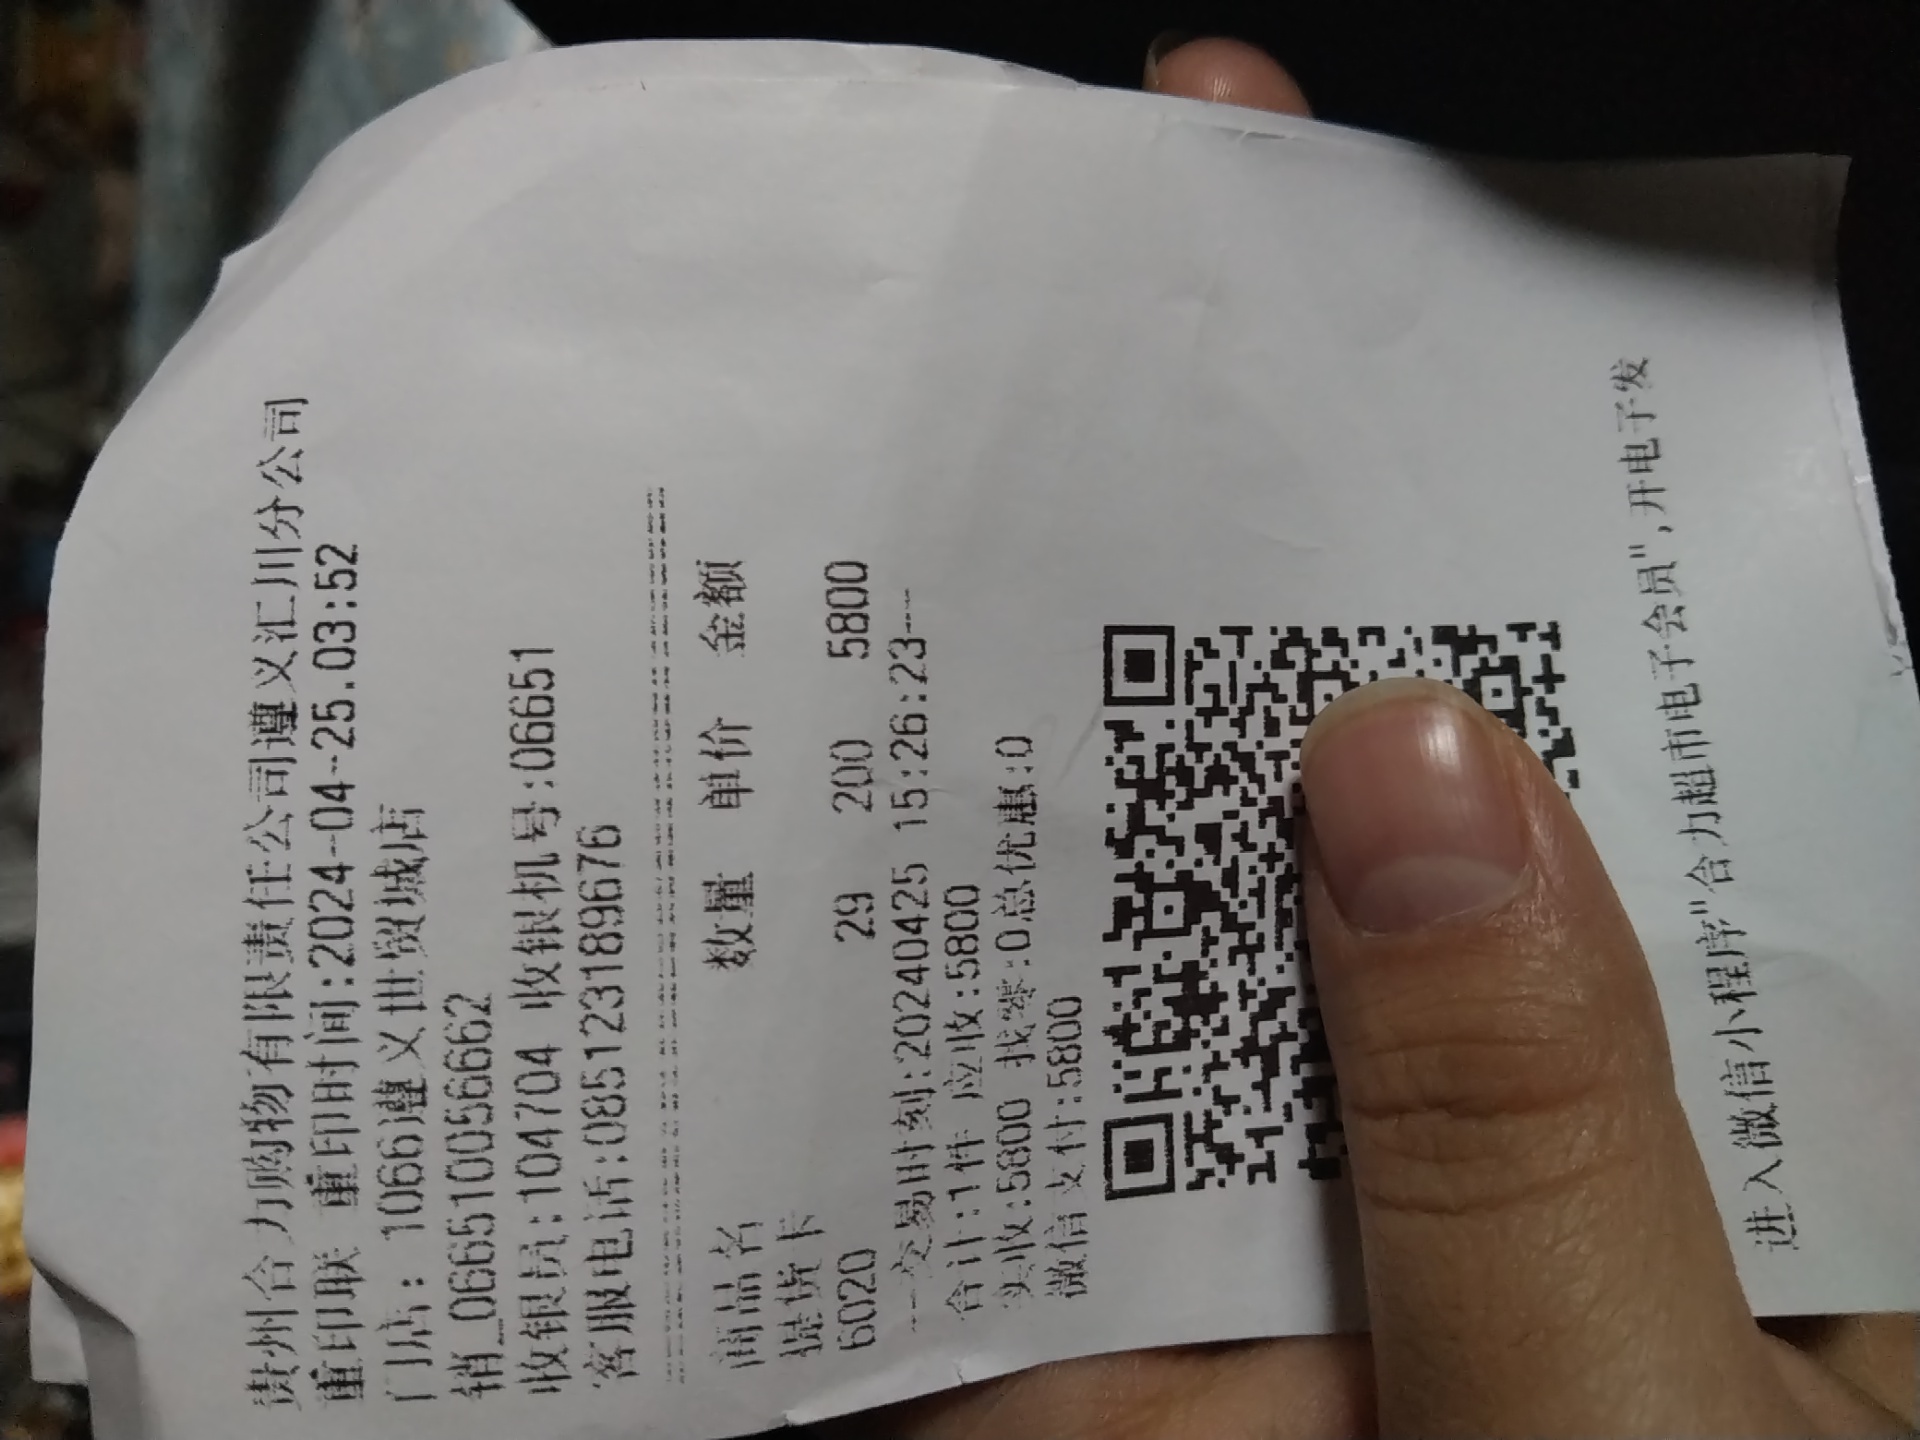 贵州合力购物有限责任公司遵义汇川分公司
重印联 重印时间:2024-04-25.03:52
门店: 1066遵义世贸城店
销_066510056662
收银员:104704 收银机号:06651
客服电话:085123189676
商品名 数量 单价 金额
提货卡
6020 29 200 5800
--交易时刻:20240425 15:26:23--
合计:1件 应收:5800
实收:5800 找零:0总优惠:0
微信支付:5800
进入微信小程序"合力超市电子会员",开电子发